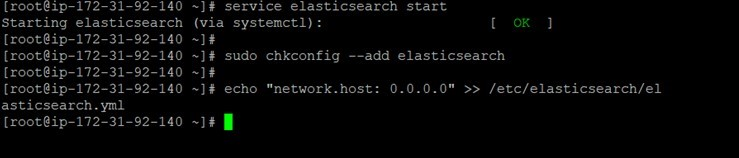 [root@ip-172-31-92-140 ~]# service elasticsearch start
Starting elasticsearch (via systemctl):                    [  OK  ]
[root@ip-172-31-92-140 ~]#
[root@ip-172-31-92-140 ~]# sudo chkconfig --add elasticsearch
[root@ip-172-31-92-140 ~]#
[root@ip-172-31-92-140 ~]# echo "network.host: 0.0.0.0" >> /etc/elasticsearch/el
asticsearch.yml
[root@ip-172-31-92-140 ~]#